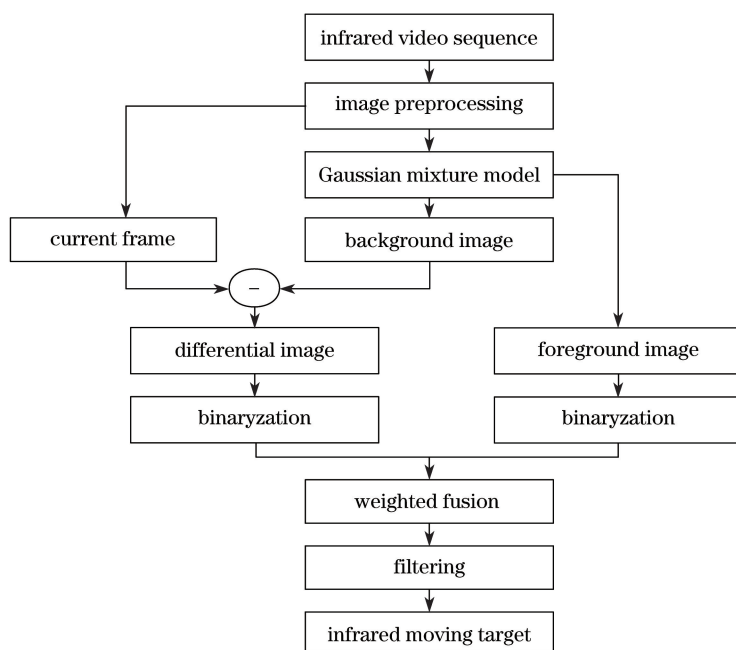 infrared video sequence
image preprocessing
Gaussian mixture model
current frame
background image
–
differential image
foreground image
binaryzation
binaryzation
weighted fusion
filtering
infrared moving target